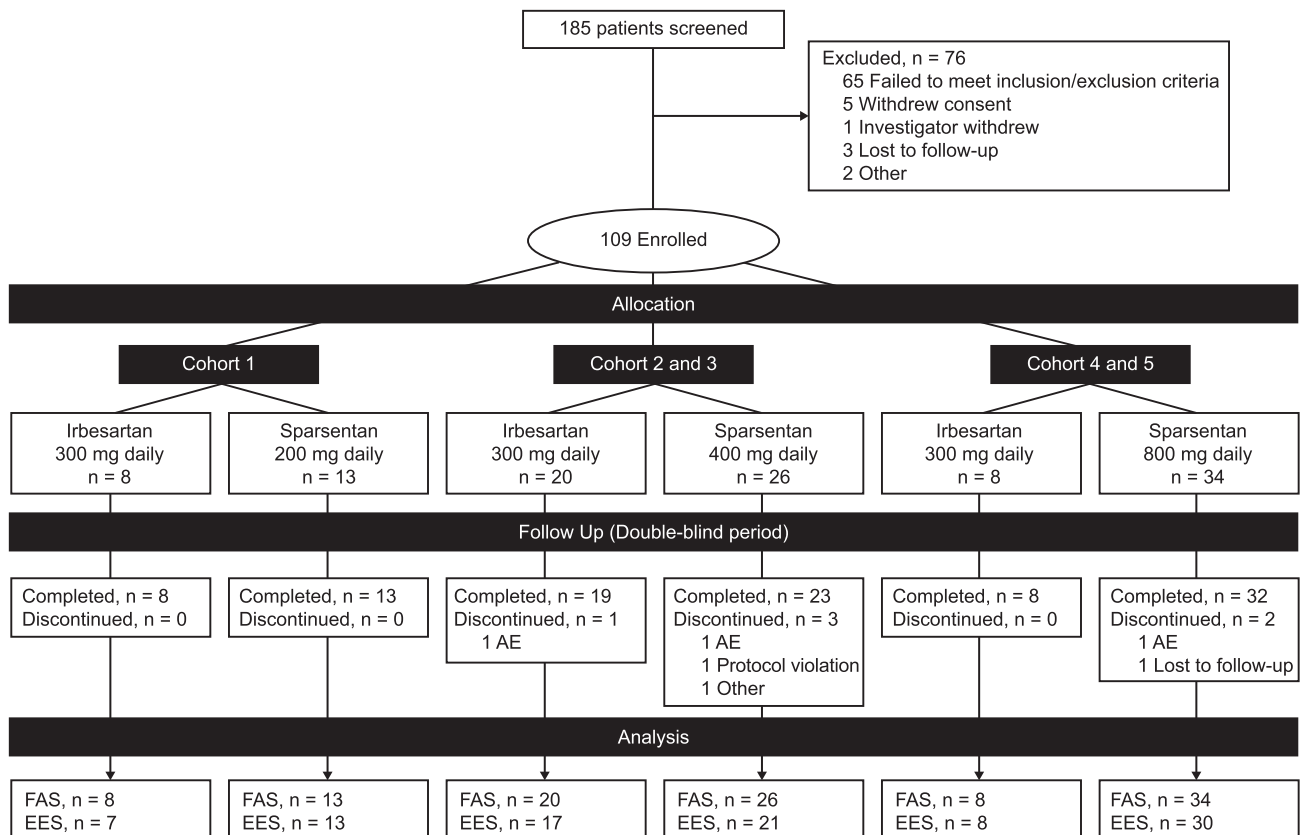 185 patients screened
Excluded, n = 76
65 Failed to meet inclusion/exclusion criteria
5 Withdrew consent
1 Investigator withdrew
3 Lost to follow-up
2 Other
109 Enrolled
Allocation
Cohort 1
Cohort 2 and 3
Cohort 4 and 5
Irbesartan
300 mg daily
n = 8
Sparsentan
200 mg daily
n = 13
Irbesartan
300 mg daily
n = 20
Sparsentan
400 mg daily
n = 26
Irbesartan
300 mg daily
n = 8
Sparsentan
800 mg daily
n = 34
Follow Up (Double-blind period)
Completed, n = 8
Discontinued, n = 0
Completed, n = 13
Discontinued, n = 0
Completed, n = 19
Discontinued, n = 1
1 AE
Completed, n = 23
Discontinued, n = 3
1 AE
1 Protocol violation
1 Other
Completed, n = 8
Discontinued, n = 0
Completed, n = 32
Discontinued, n = 2
1 AE
1 Lost to follow-up
Analysis
FAS, n = 8
EES, n = 7
FAS, n = 13
EES, n = 13
FAS, n = 20
EES, n = 17
FAS, n = 26
EES, n = 21
FAS, n = 8
EES, n = 8
FAS, n = 34
EES, n = 30